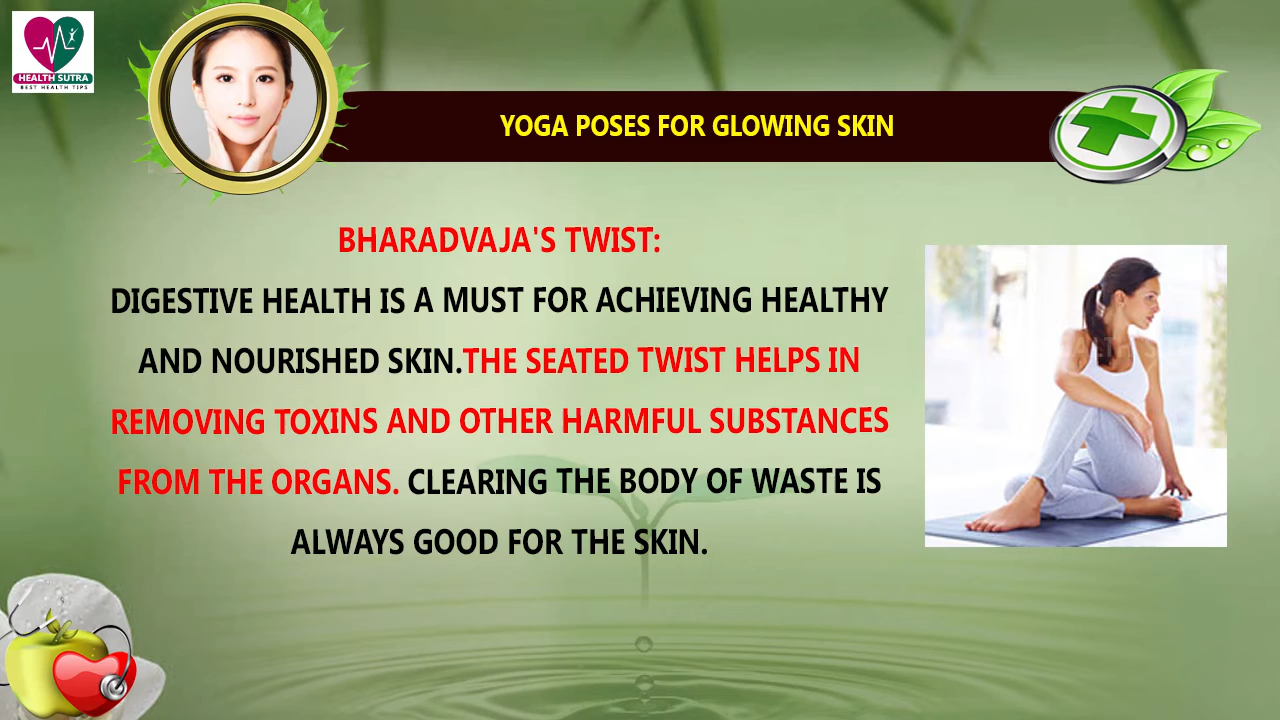 HEALTH SUTRA
BEST HEALTH TIPS
YOGA POSES FOR GLOWING SKIN
BHARADVAJA'S TWIST:
DIGESTIVE HEALTH IS A MUST FOR ACHIEVING HEALTHY
AND NOURISHED SKIN.THE SEATED TWIST HELPS IN
REMOVING TOXINS AND OTHER HARMFUL SUBSTANCES
FROM THE ORGANS. CLEARING THE BODY OF WASTE IS
ALWAYS GOOD FOR THE SKIN.